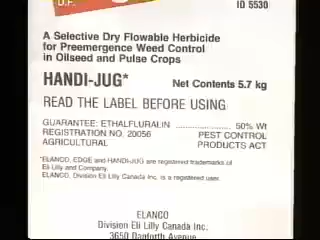 D.F.
ID 5530
A Selective Dry Flowable Herbicide
for Preemergence Weed Control
in Oilseed and Pulse Crops
HANDI-JUG* Net Contents 5.7 kg
READ THE LABEL BEFORE USING
GUARANTEE: ETHALFLURALIN .................... 60% Wt
REGISTRATION NO. 20056 PEST CONTROL
AGRICULTURAL PRODUCTS ACT
*ELANCO, EDGE and HANDI-JUG are registered trademarks of
Eli Lilly and Company.
ELANCO, Division Eli Lilly Canada Inc. is a registered user.
ELANCO
Division Eli Lilly Canada Inc.
3650 Danforth Avenue